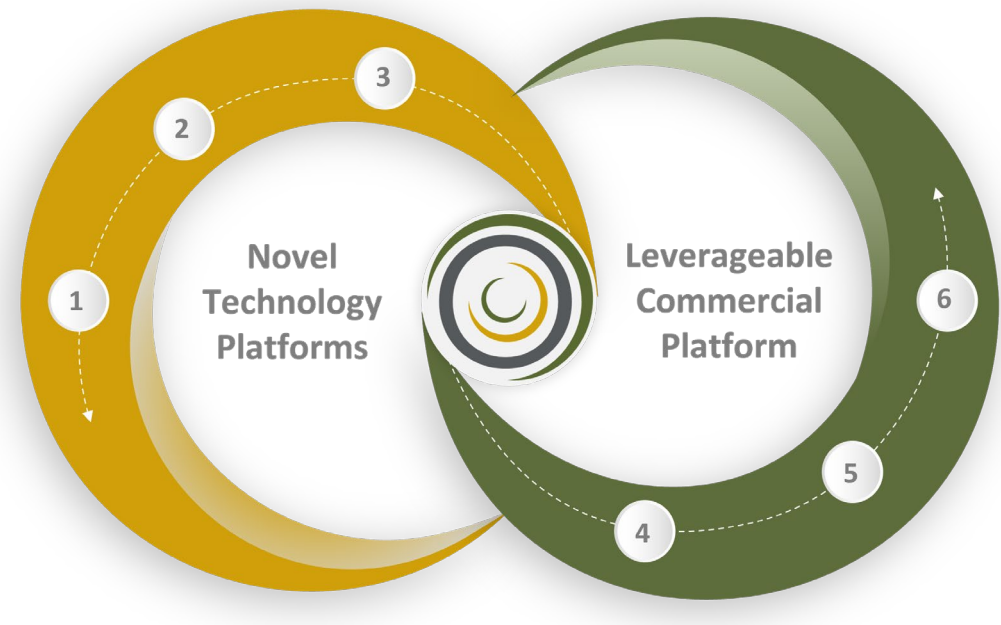 3
2
1
Novel
Technology
Platforms
Leverageable
Commercial
Platform
6
5
4